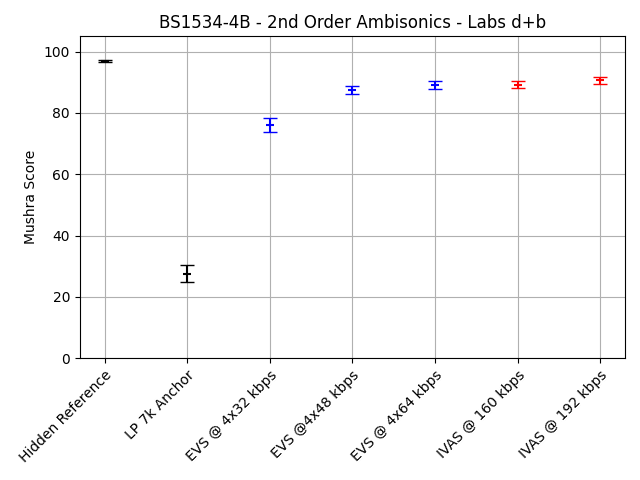 BS1534-4B - 2nd Order Ambisonics - Labs d+b
Mushra Score
100
80
60
40
20
0
Hidden Reference
LP 7k Anchor
EVS @ 4x32 kbps
EVS @4x48 kbps
EVS @ 4x64 kbps
IVAS @ 160 kbps
IVAS @ 192 kbps